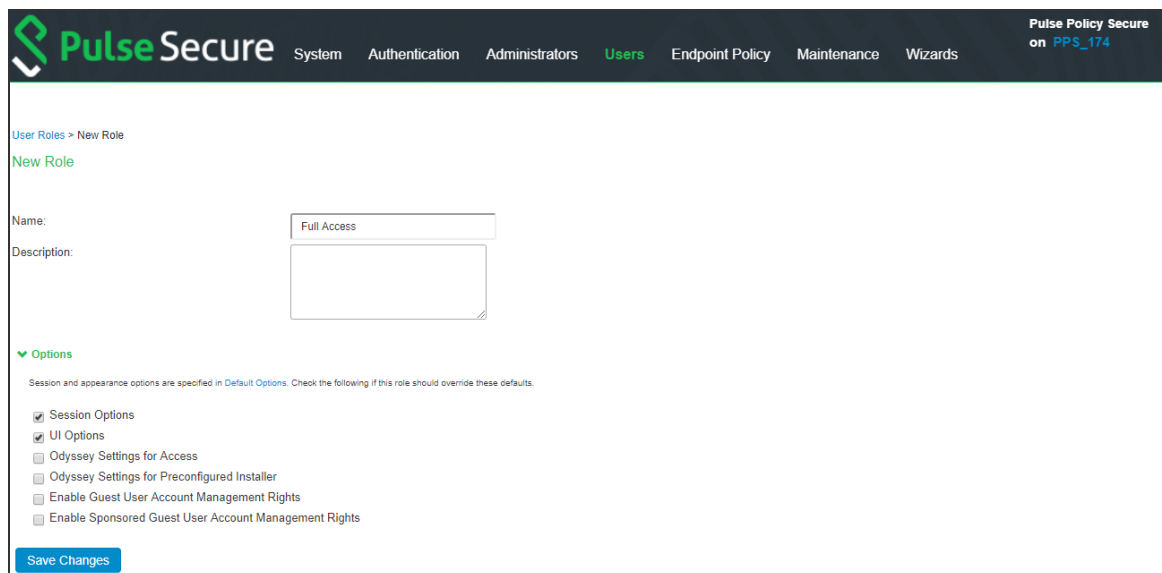 Pulse Secure
System Authentication Administrators Users Endpoint Policy Maintenance Wizards
Pulse Policy Secure
on PPS_174
User Roles > New Role
New Role
Name:
Full Access
Description:
Options
Session and appearance options are specified in Default Options. Check the following if this role should override these defaults.
Session Options
UI Options
Odyssey Settings for Access
Odyssey Settings for Preconfigured Installer
Enable Guest User Account Management Rights
Enable Sponsored Guest User Account Management Rights
Save Changes